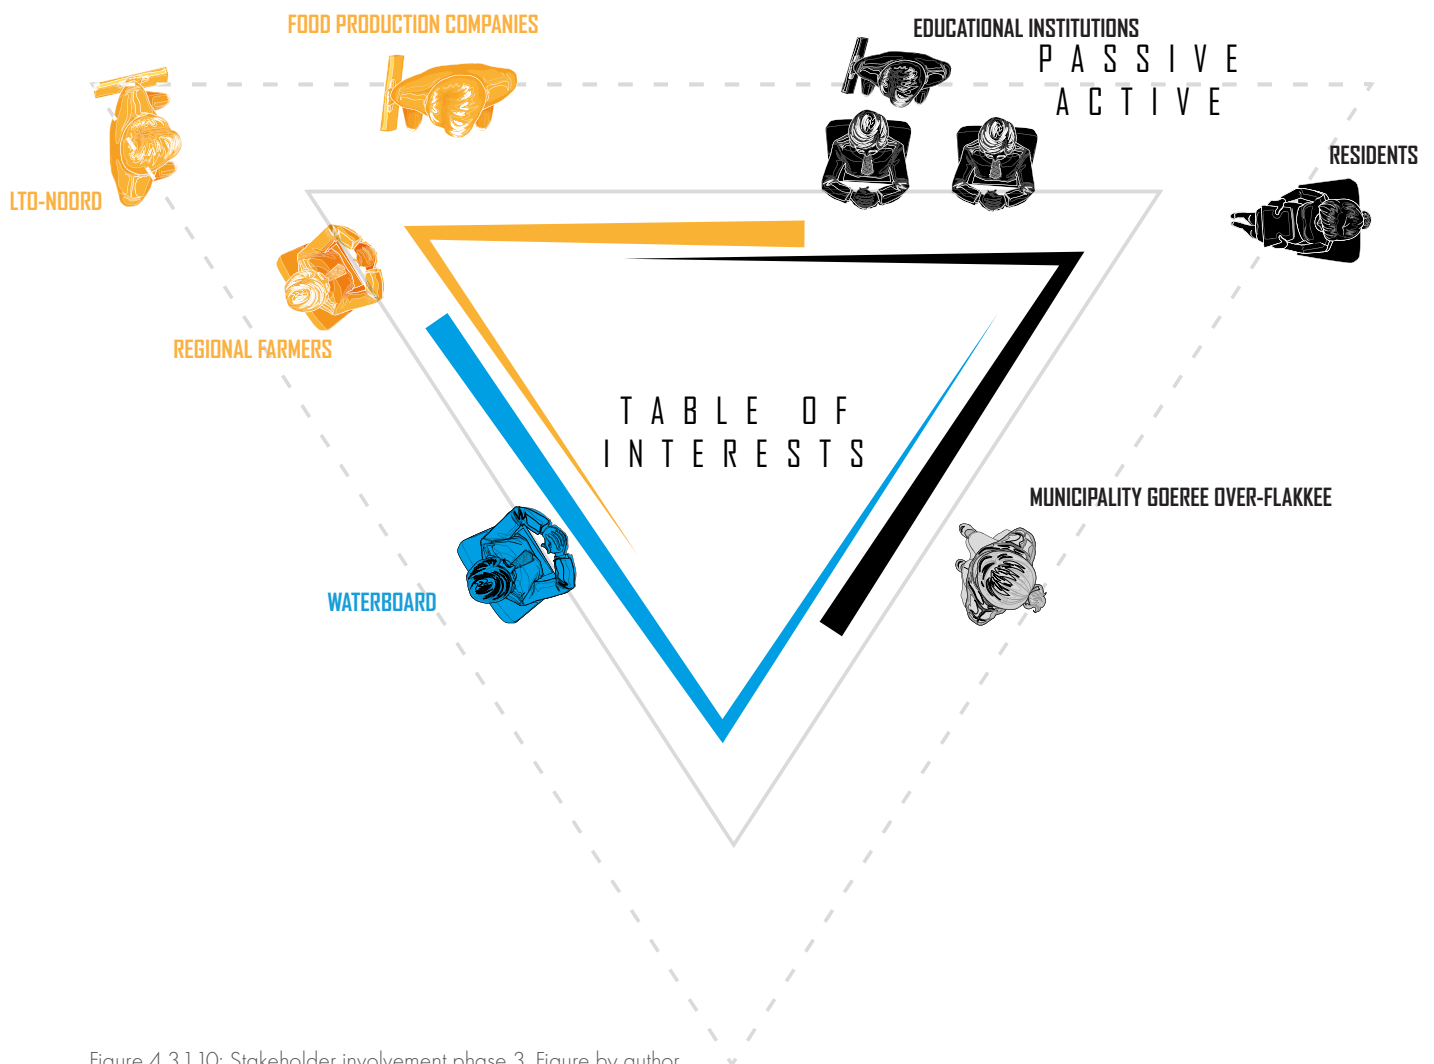 FOOD PRODUCTION COMPANIES
EDUCATIONAL INSTITUTIONS
PASSIVE
ACTIVE
RESIDENTS
LTO-NOORD
REGIONAL FARMERS
TABLE OF
INTERESTS
MUNICIPALITY GOEREE OVER-FLAKKEE
WATERBOARD
Figure 4.3.1.10: Stakeholder involvement phase 3. Figure by author